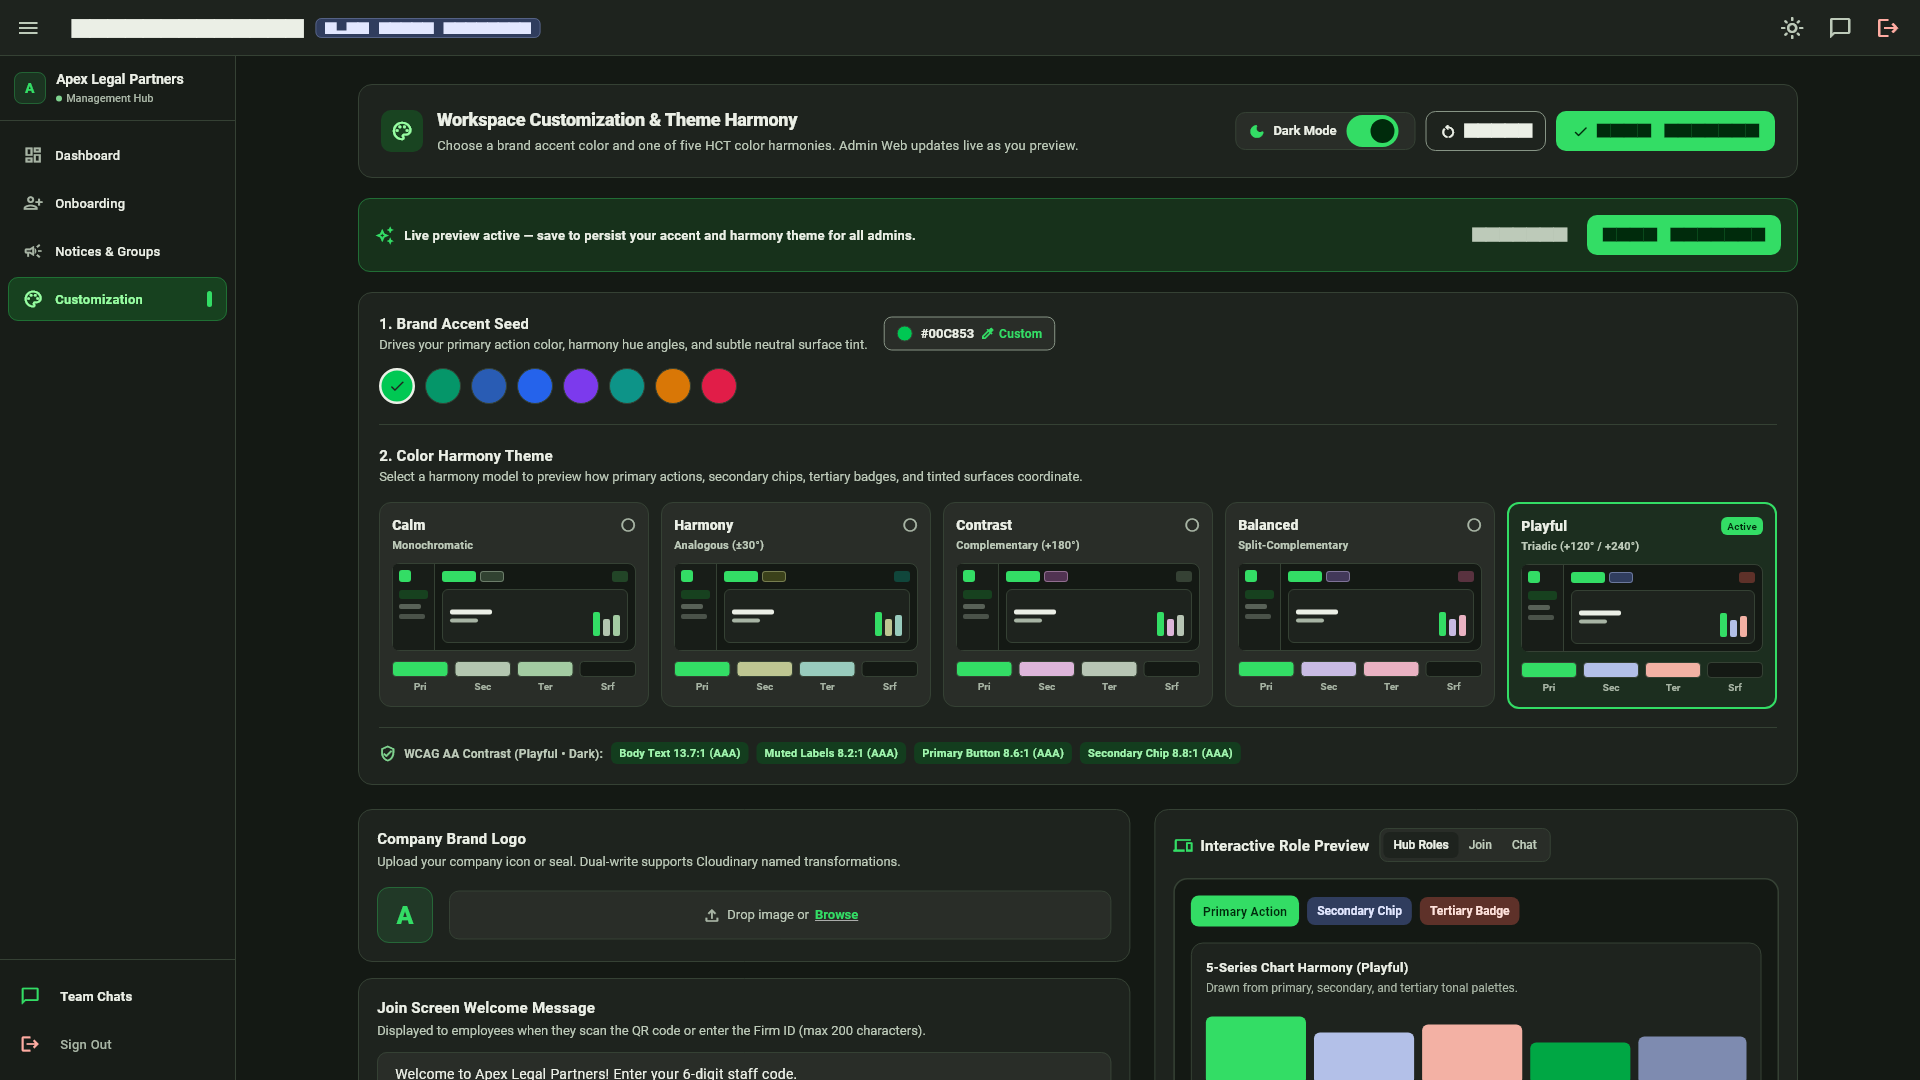 Apex Legal Partners
Management Hub
Dashboard
Onboarding
Notices & Groups
Customization
Team Chats
Sign Out
Workspace Customization & Theme Harmony
Choose a brand accent color and one of five HCT color harmonies. Admin Web updates live as you preview.
Dark Mode
Live preview active — save to persist your accent and harmony theme for all admins.
1. Brand Accent Seed
Drives your primary action color, harmony hue angles, and subtle neutral surface tint.
#00C853 Custom
2. Color Harmony Theme
Select a harmony model to preview how primary actions, secondary chips, tertiary badges, and tinted surfaces coordinate.
Calm
Monochromatic
Pri Sec Ter Srf
Harmony
Analogous (±30°)
Pri Sec Ter Srf
Contrast
Complementary (+180°)
Pri Sec Ter Srf
Balanced
Split-Complementary
Pri Sec Ter Srf
Playful Active
Triadic (+120° / +240°)
Pri Sec Ter Srf
WCAG AA Contrast (Playful • Dark): Body Text 13.7:1 (AAA) Muted Labels 8.2:1 (AAA) Primary Button 8.6:1 (AAA) Secondary Chip 8.8:1 (AAA)
Company Brand Logo
Upload your company icon or seal. Dual-write supports Cloudinary named transformations.
A
Drop image or Browse
Join Screen Welcome Message
Displayed to employees when they scan the QR code or enter the Firm ID (max 200 characters).
Welcome to Apex Legal Partners! Enter your 6-digit staff code.
Interactive Role Preview Hub Roles Join Chat
Primary Action Secondary Chip Tertiary Badge
5-Series Chart Harmony (Playful)
Drawn from primary, secondary, and tertiary tonal palettes.